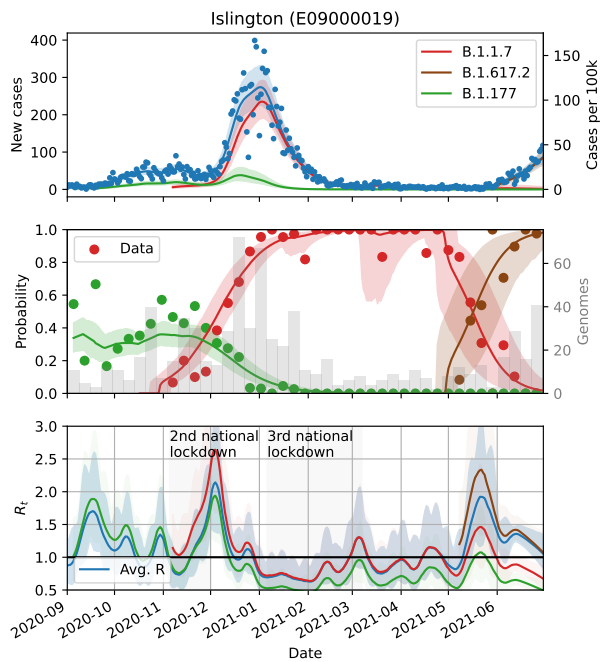 Islington (E09000019)
400
300
200
100
0
New cases
150
100
50
0
Cases per 100k
B.1.1.7
B.1.617.2
B.1.177
1.0
0.8
0.6
0.4
0.2
0.0
Probability
60
40
20
0
Genomes
Data
3.0
2.5
2.0
1.5
1.0
0.5
Rt
2nd national
lockdown
3rd national
lockdown
Avg. R
2020-09
2020-10
2020-11
2020-12
2021-01
2021-02
2021-03
2021-04
2021-05
2021-06
Date